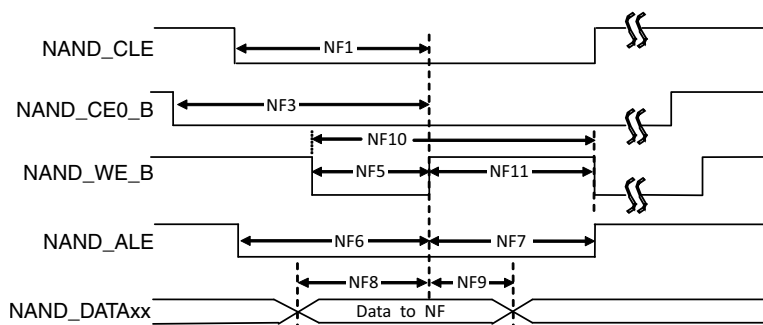 NAND_CLE
NF1
NAND_CE0_B
NF3
NF10
NAND_WE_B
NF5
NF11
NAND_ALE
NF6
NF7
NF8
NF9
NAND_DATAxx
Data to NF